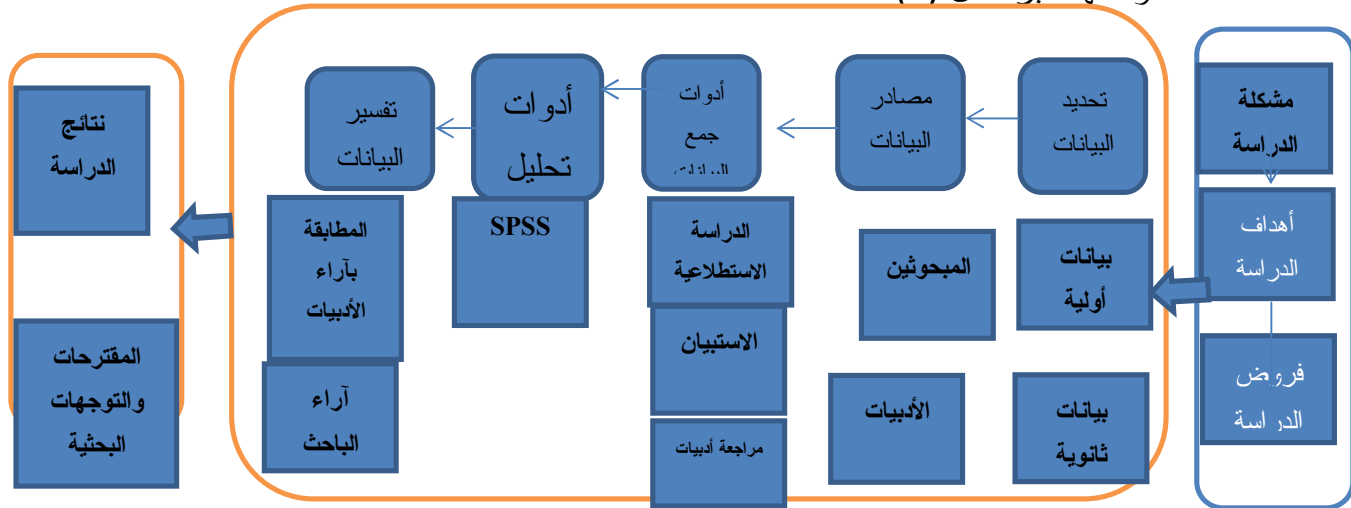 مشكلة
الدراسة
أهداف
الدراسة
فروض
الدراسة
تحديد
البيانات
مصادر
البيانات
أدوات
جمع
البيانات
أدوات
تحليل
تفسير
البيانات
بيانات
أولية
بيانات
ثانوية
المبحوثين
الأدبيات
الدراسة
الاستطلاعية
الاستبيان
مراجعة أدبيات
SPSS
المطابقة
بآراء
الأدبيات
آراء
الباحث
نتائج
الدراسة
المقترحات
والتوجهات
البحثية